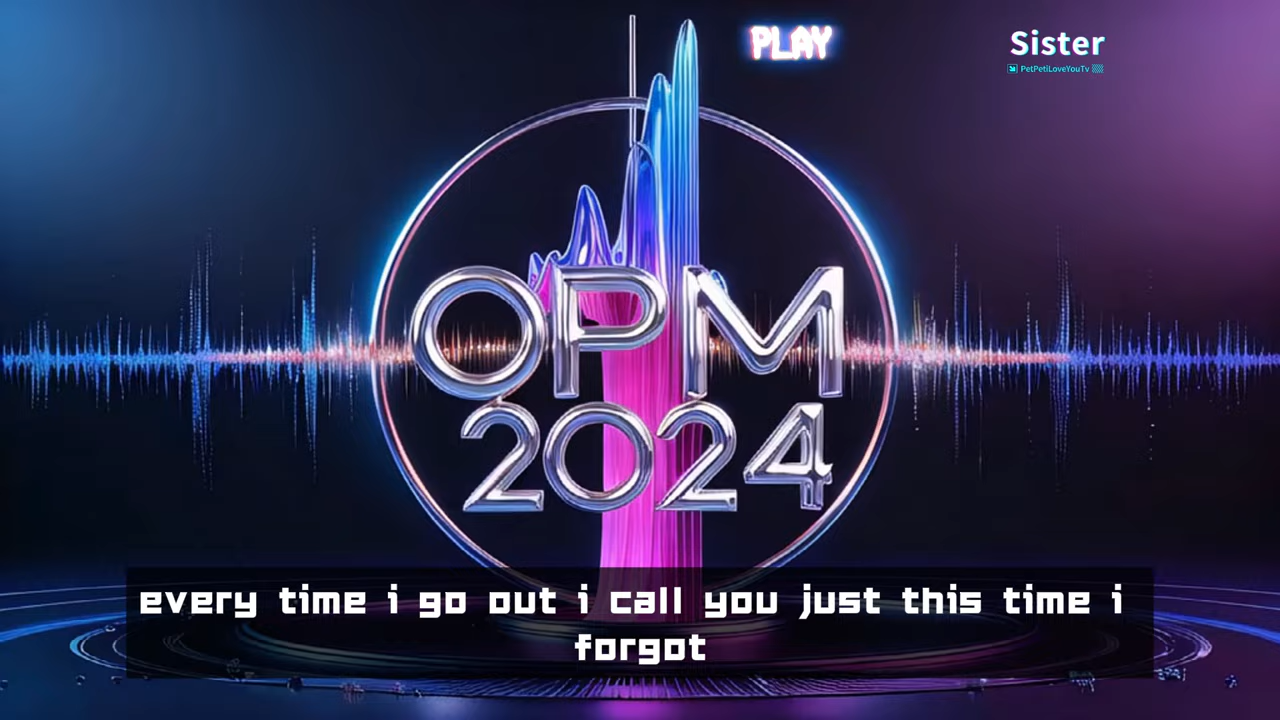 PLAY
Sister
PetPetiLoveYouTv
OPM
2024
every time i go out i call you just this time i
forgot